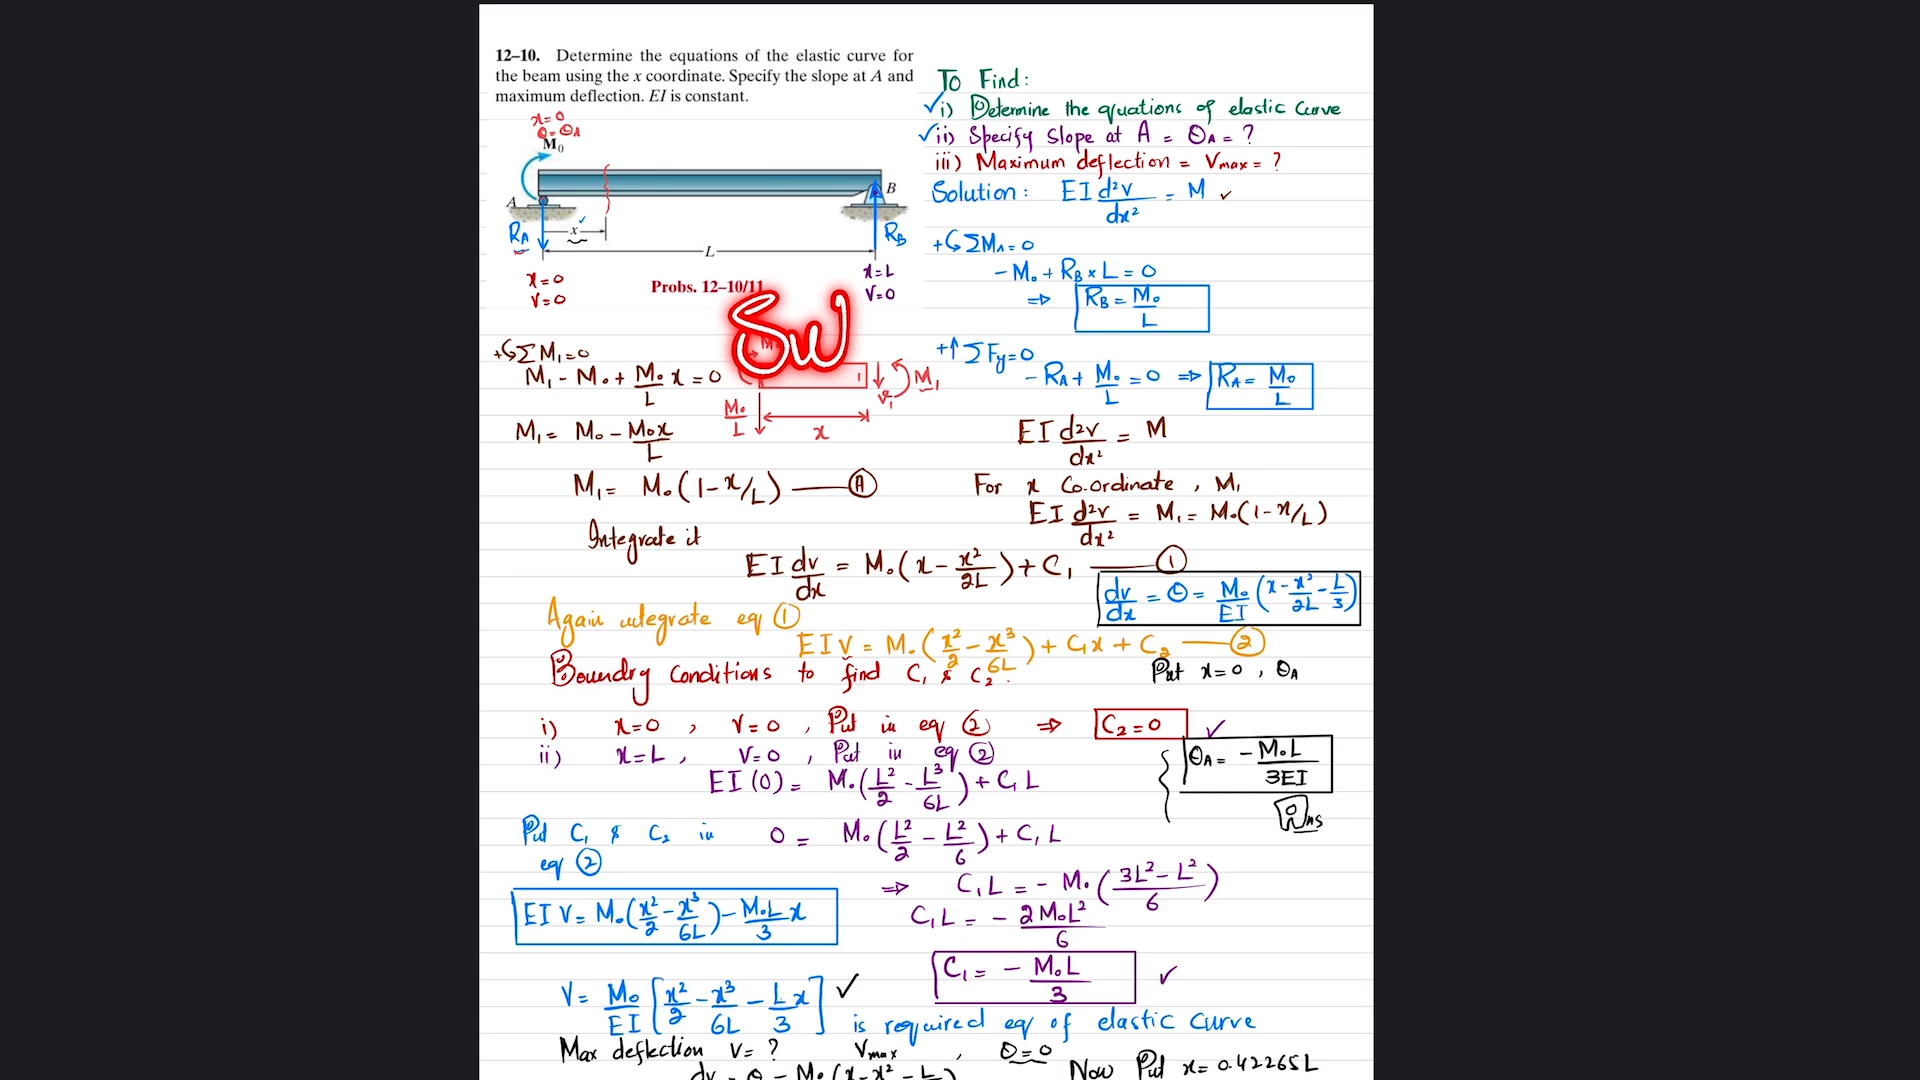 12–10. Determine the equations of the elastic curve for
the beam using the x coordinate. Specify the slope at A and
maximum deflection. EI is constant.
x=0
θ=θA
M₀
A
B
x
RA
RB
L
x=0
V=0
x=L
V=0
Probs. 12–10/11
SW
To Find:
i) Determine the equations of elastic Curve
ii) Specify Slope at A = θA = ?
iii) Maximum deflection = Vmax = ?
Solution: EI d²v/dx² = M
+↺ ΣMA = 0
- M₀ + RB × L = 0
⇒ RB = M₀/L
+↑ ΣFy = 0
- RA + M₀/L = 0 ⇒ RA = M₀/L
+↺ ΣM₁ = 0
M₁ - M₀ + M₀/L x = 0
M₁ = M₀ - M₀x/L
M₁ = M₀(1 - x/L) — (A)
M₀/L
x
1
V₁
M₁
EI d²v/dx² = M
For x Co-ordinate, M₁
EI d²v/dx² = M₁ = M₀(1 - x/L)
Integrate it
EI dv/dx = M₀(x - x²/2L) + C₁ — (1)
dv/dx = θ = M₀/EI (x - x²/2L - L/3)
Again integrate eq (1)
EI V = M₀(x²/2 - x³/6L) + C₁x + C₂ — (2)
Boundry Conditions to find C₁ & C₂.
Put x=0, θA
i) x=0, V=0, Put in eq (2) ⇒ C₂=0
ii) x=L, V=0, Put in eq (2)
EI(0) = M₀(L²/2 - L³/6L) + C₁L
θA = -M₀L/3EI
Ans
Put C₁ & C₂ in
eq (2)
0 = M₀(L²/2 - L²/6) + C₁L
⇒ C₁L = - M₀(3L² - L²/6)
C₁L = - 2M₀L²/6
EI V = M₀(x²/2 - x³/6L) - M₀L/3 x
C₁ = - M₀L/3
V = M₀/EI [x²/2 - x³/6L - L/3 x]
is required eq of elastic Curve
Max deflection V = ? Vmax, θ=0
dv = θ = M₀(x - x² - L
Now Put x = 0.42265L